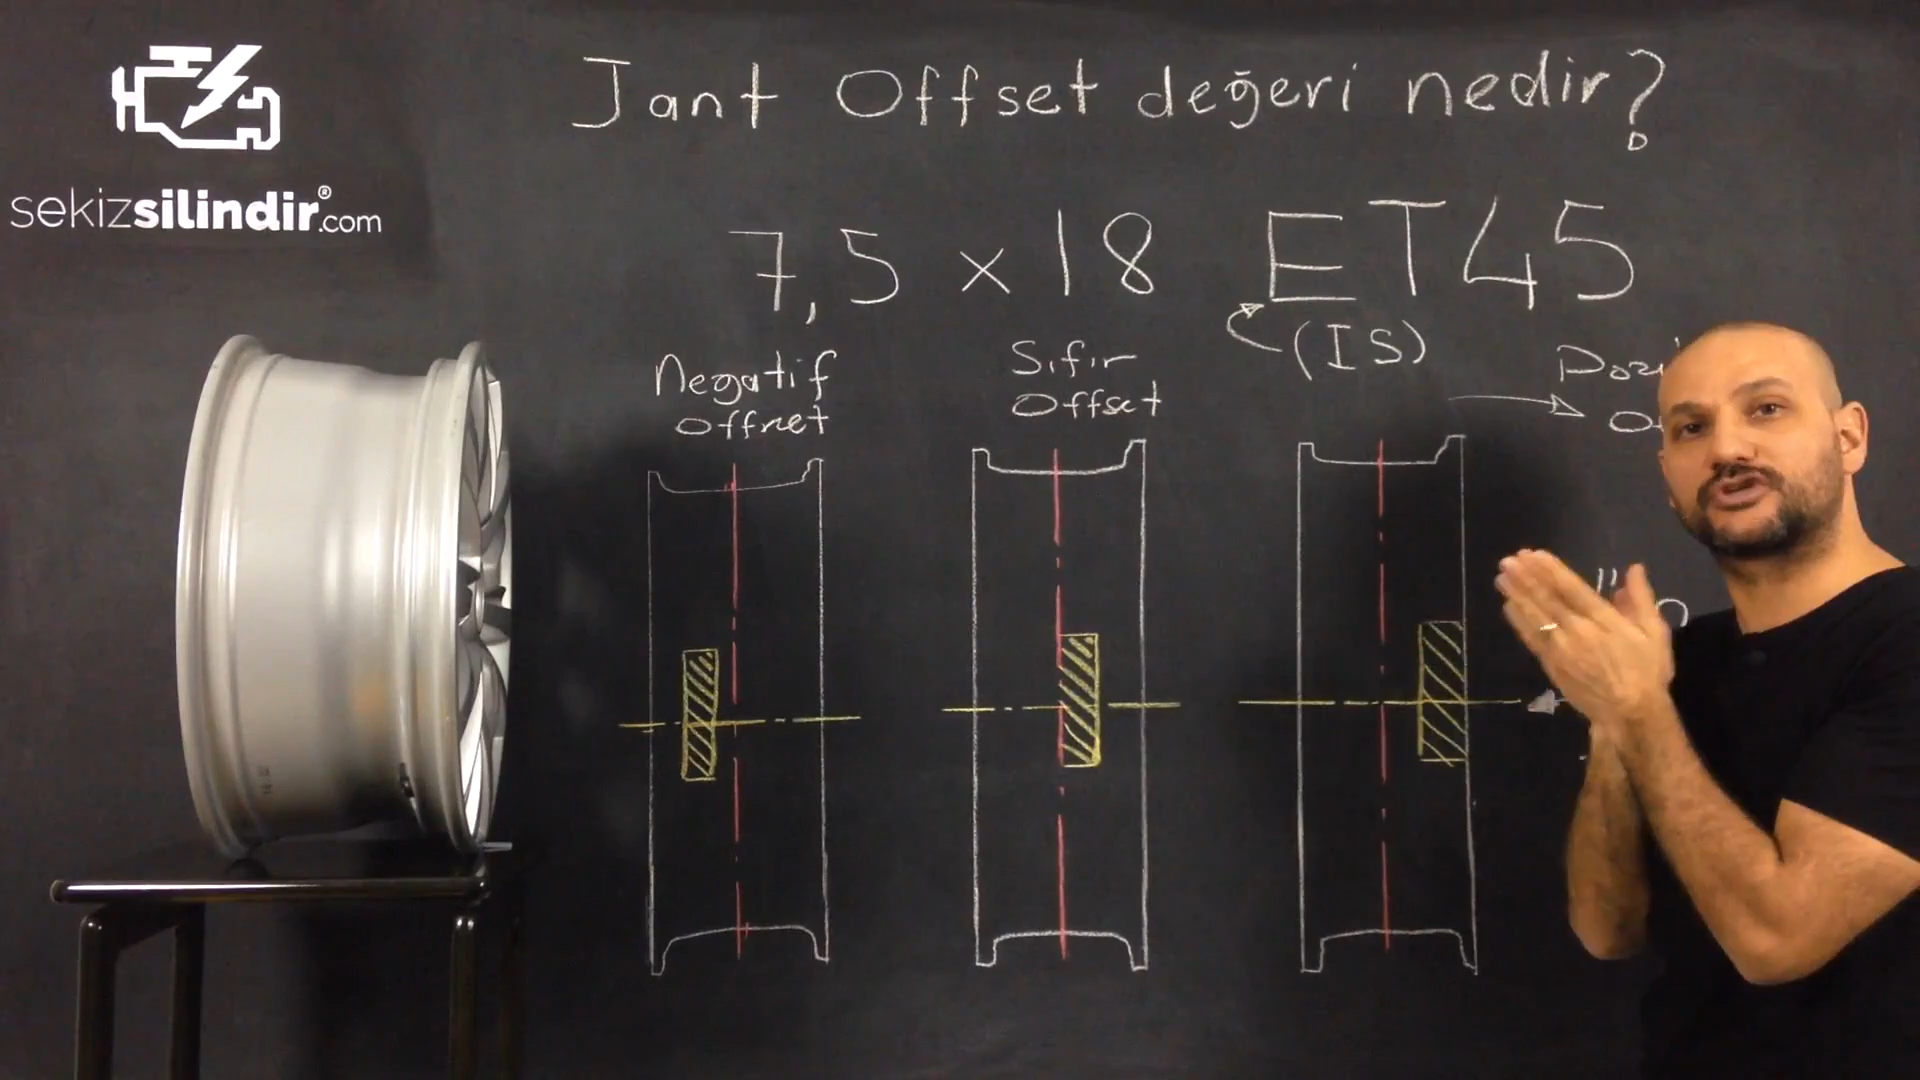 sekizsilindir®.com
Jant Offset değeri nedir?
7,5 x 18 ET45
(IS)
Negatif
Offset
Sıfır
Offset